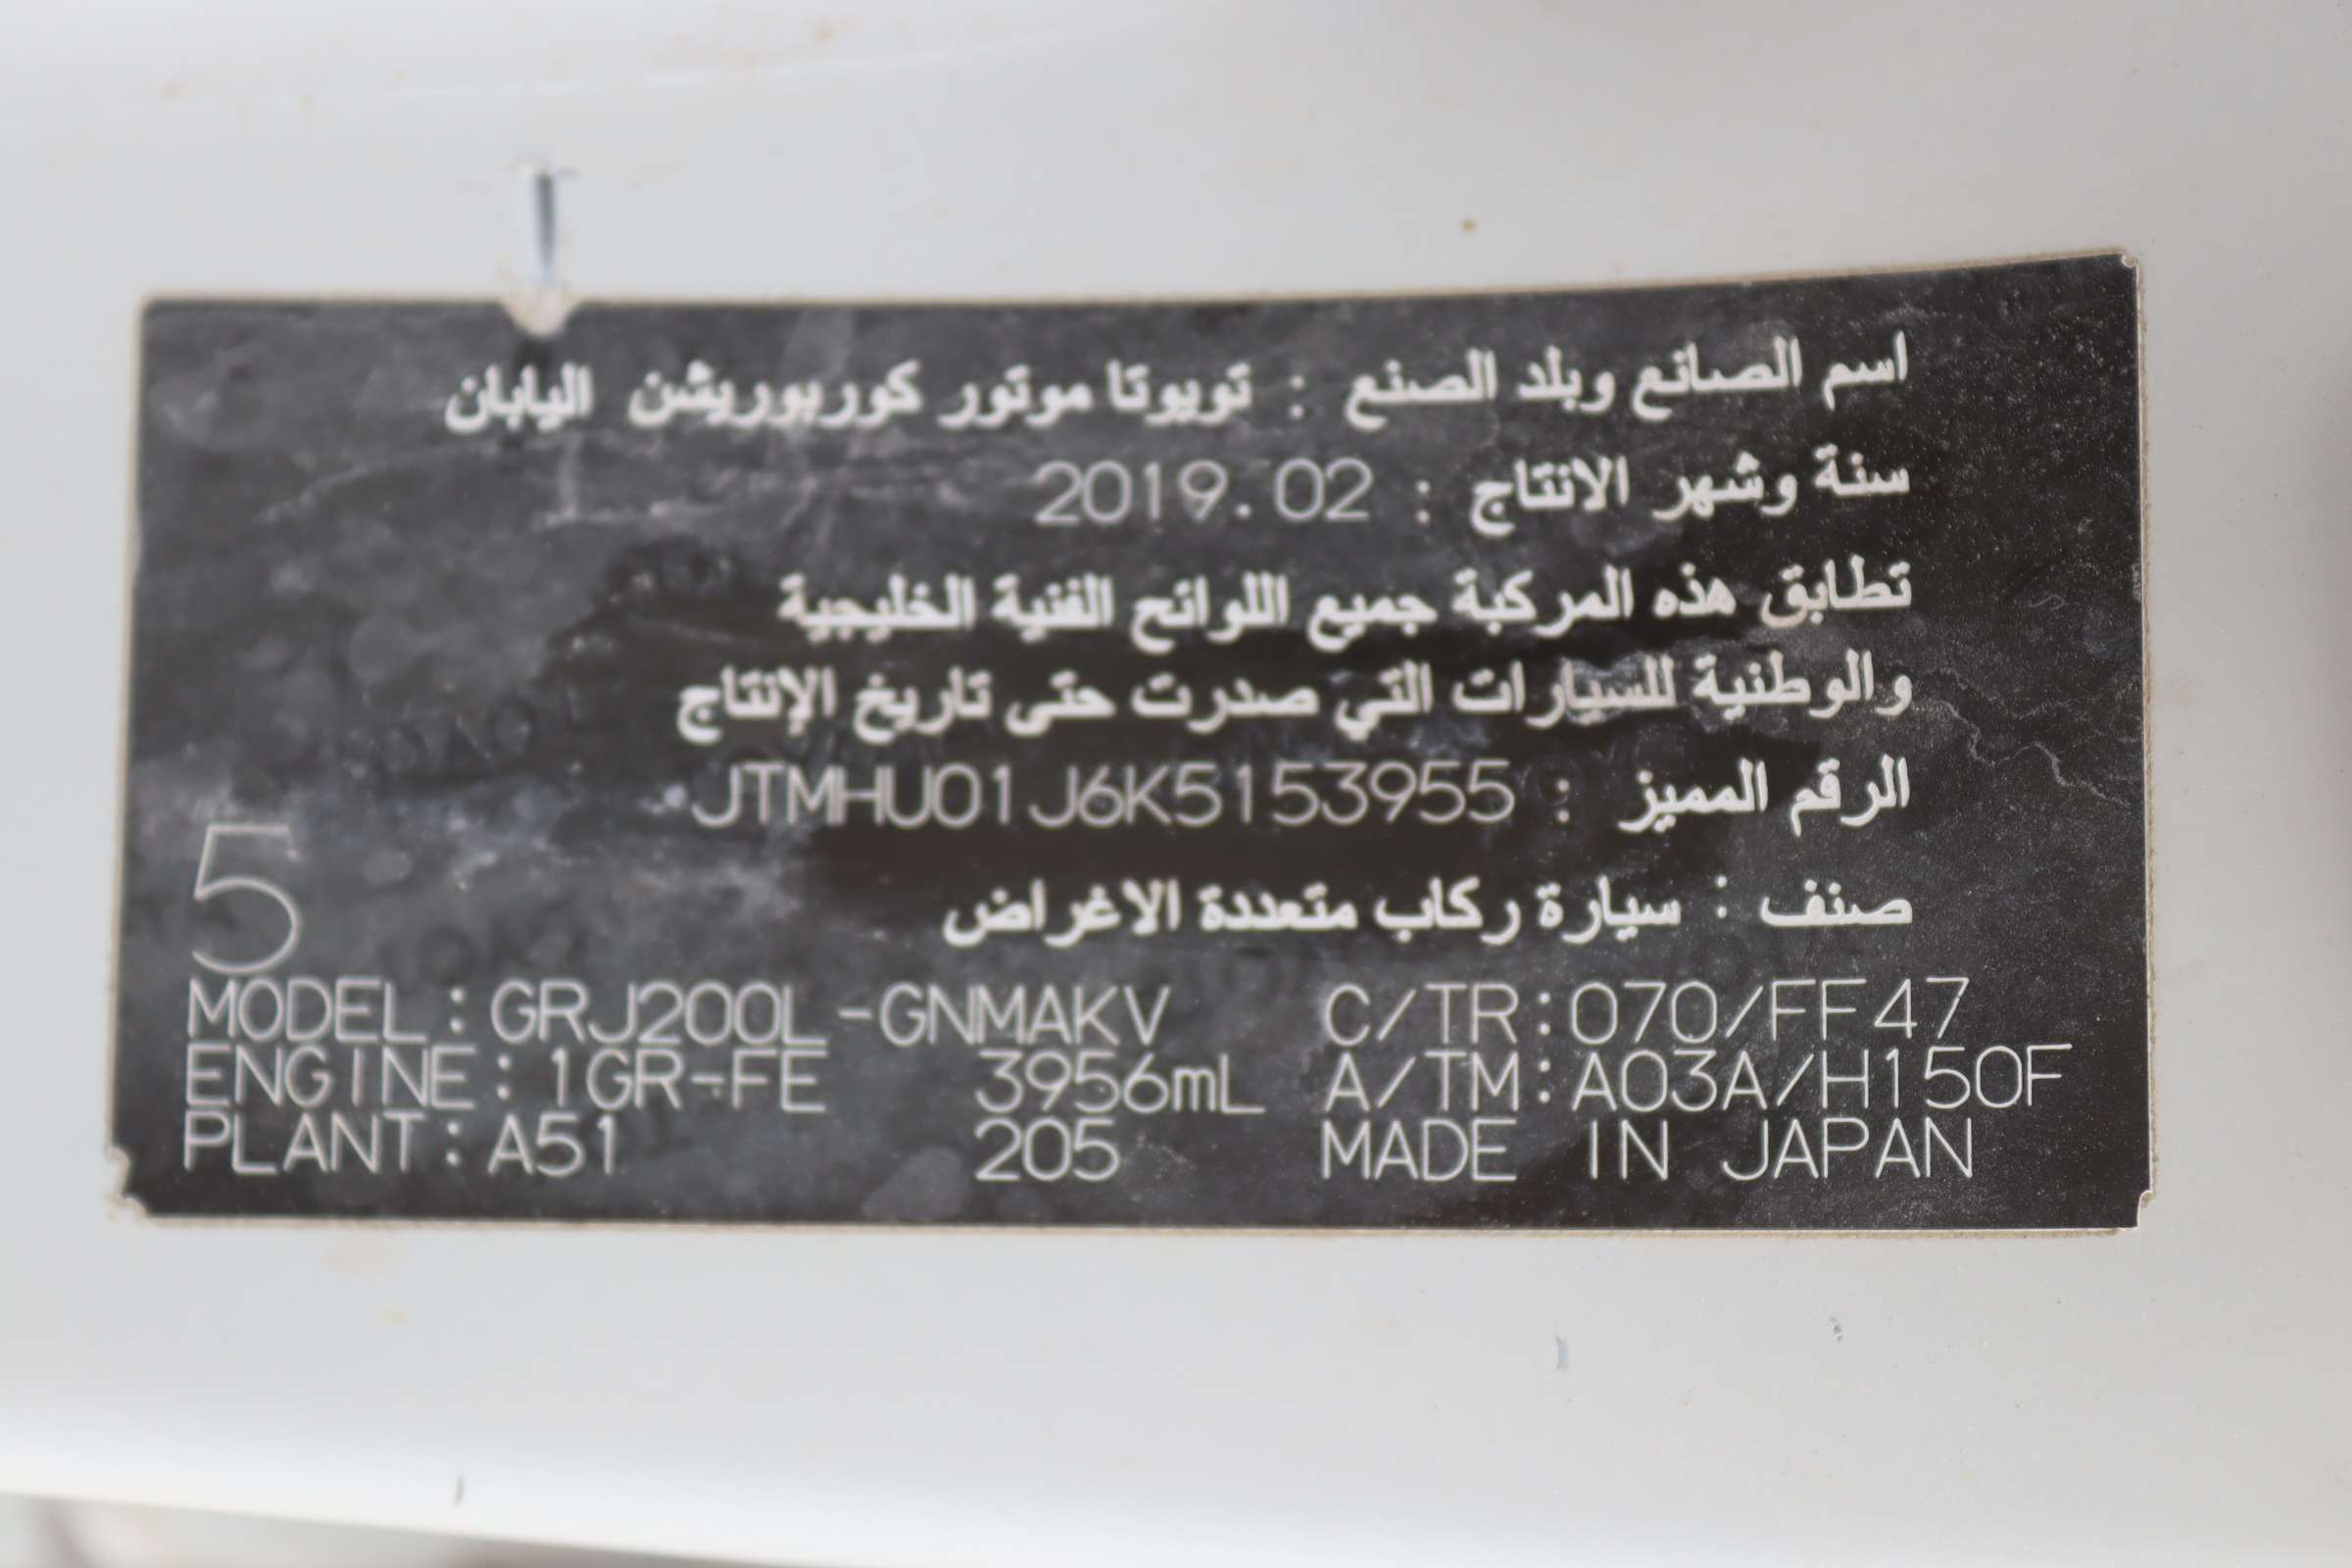 اسم الصانع وبلد الصنع : تويوتا موتور كوربوريشن اليابان
سنة وشهر الانتاج : 2019.02
تطابق هذه المركبة جميع اللوائح الفنية الخليجية
والوطنية للسيارات التي صدرت حتى تاريخ الإنتاج
الرقم المميز : JTMHU01J6K5153955
صنف : سيارة ركاب متعددة الاغراض
5
MODEL: GRJ200L-GNMAKV C/TR:070/FF47
ENGINE: 1GR-FE 3956mL A/TM:A03A/H150F
PLANT: A51 205 MADE IN JAPAN